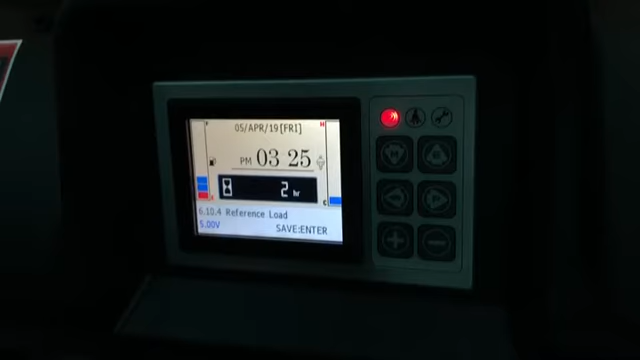 05/APR/19[FRI]
F H
PM 03 25
E C
2 hr
6.10.4 Reference Load
5.00V SAVE:ENTER